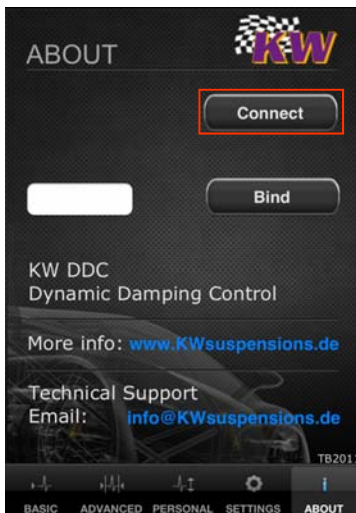 ABOUT
KW
Connect
Bind
KW DDC
Dynamic Damping Control
More info: www.KWsuspensions.de
Technical Support
Email: info@KWsuspensions.de
TB2011
BASIC ADVANCED PERSONAL SETTINGS ABOUT